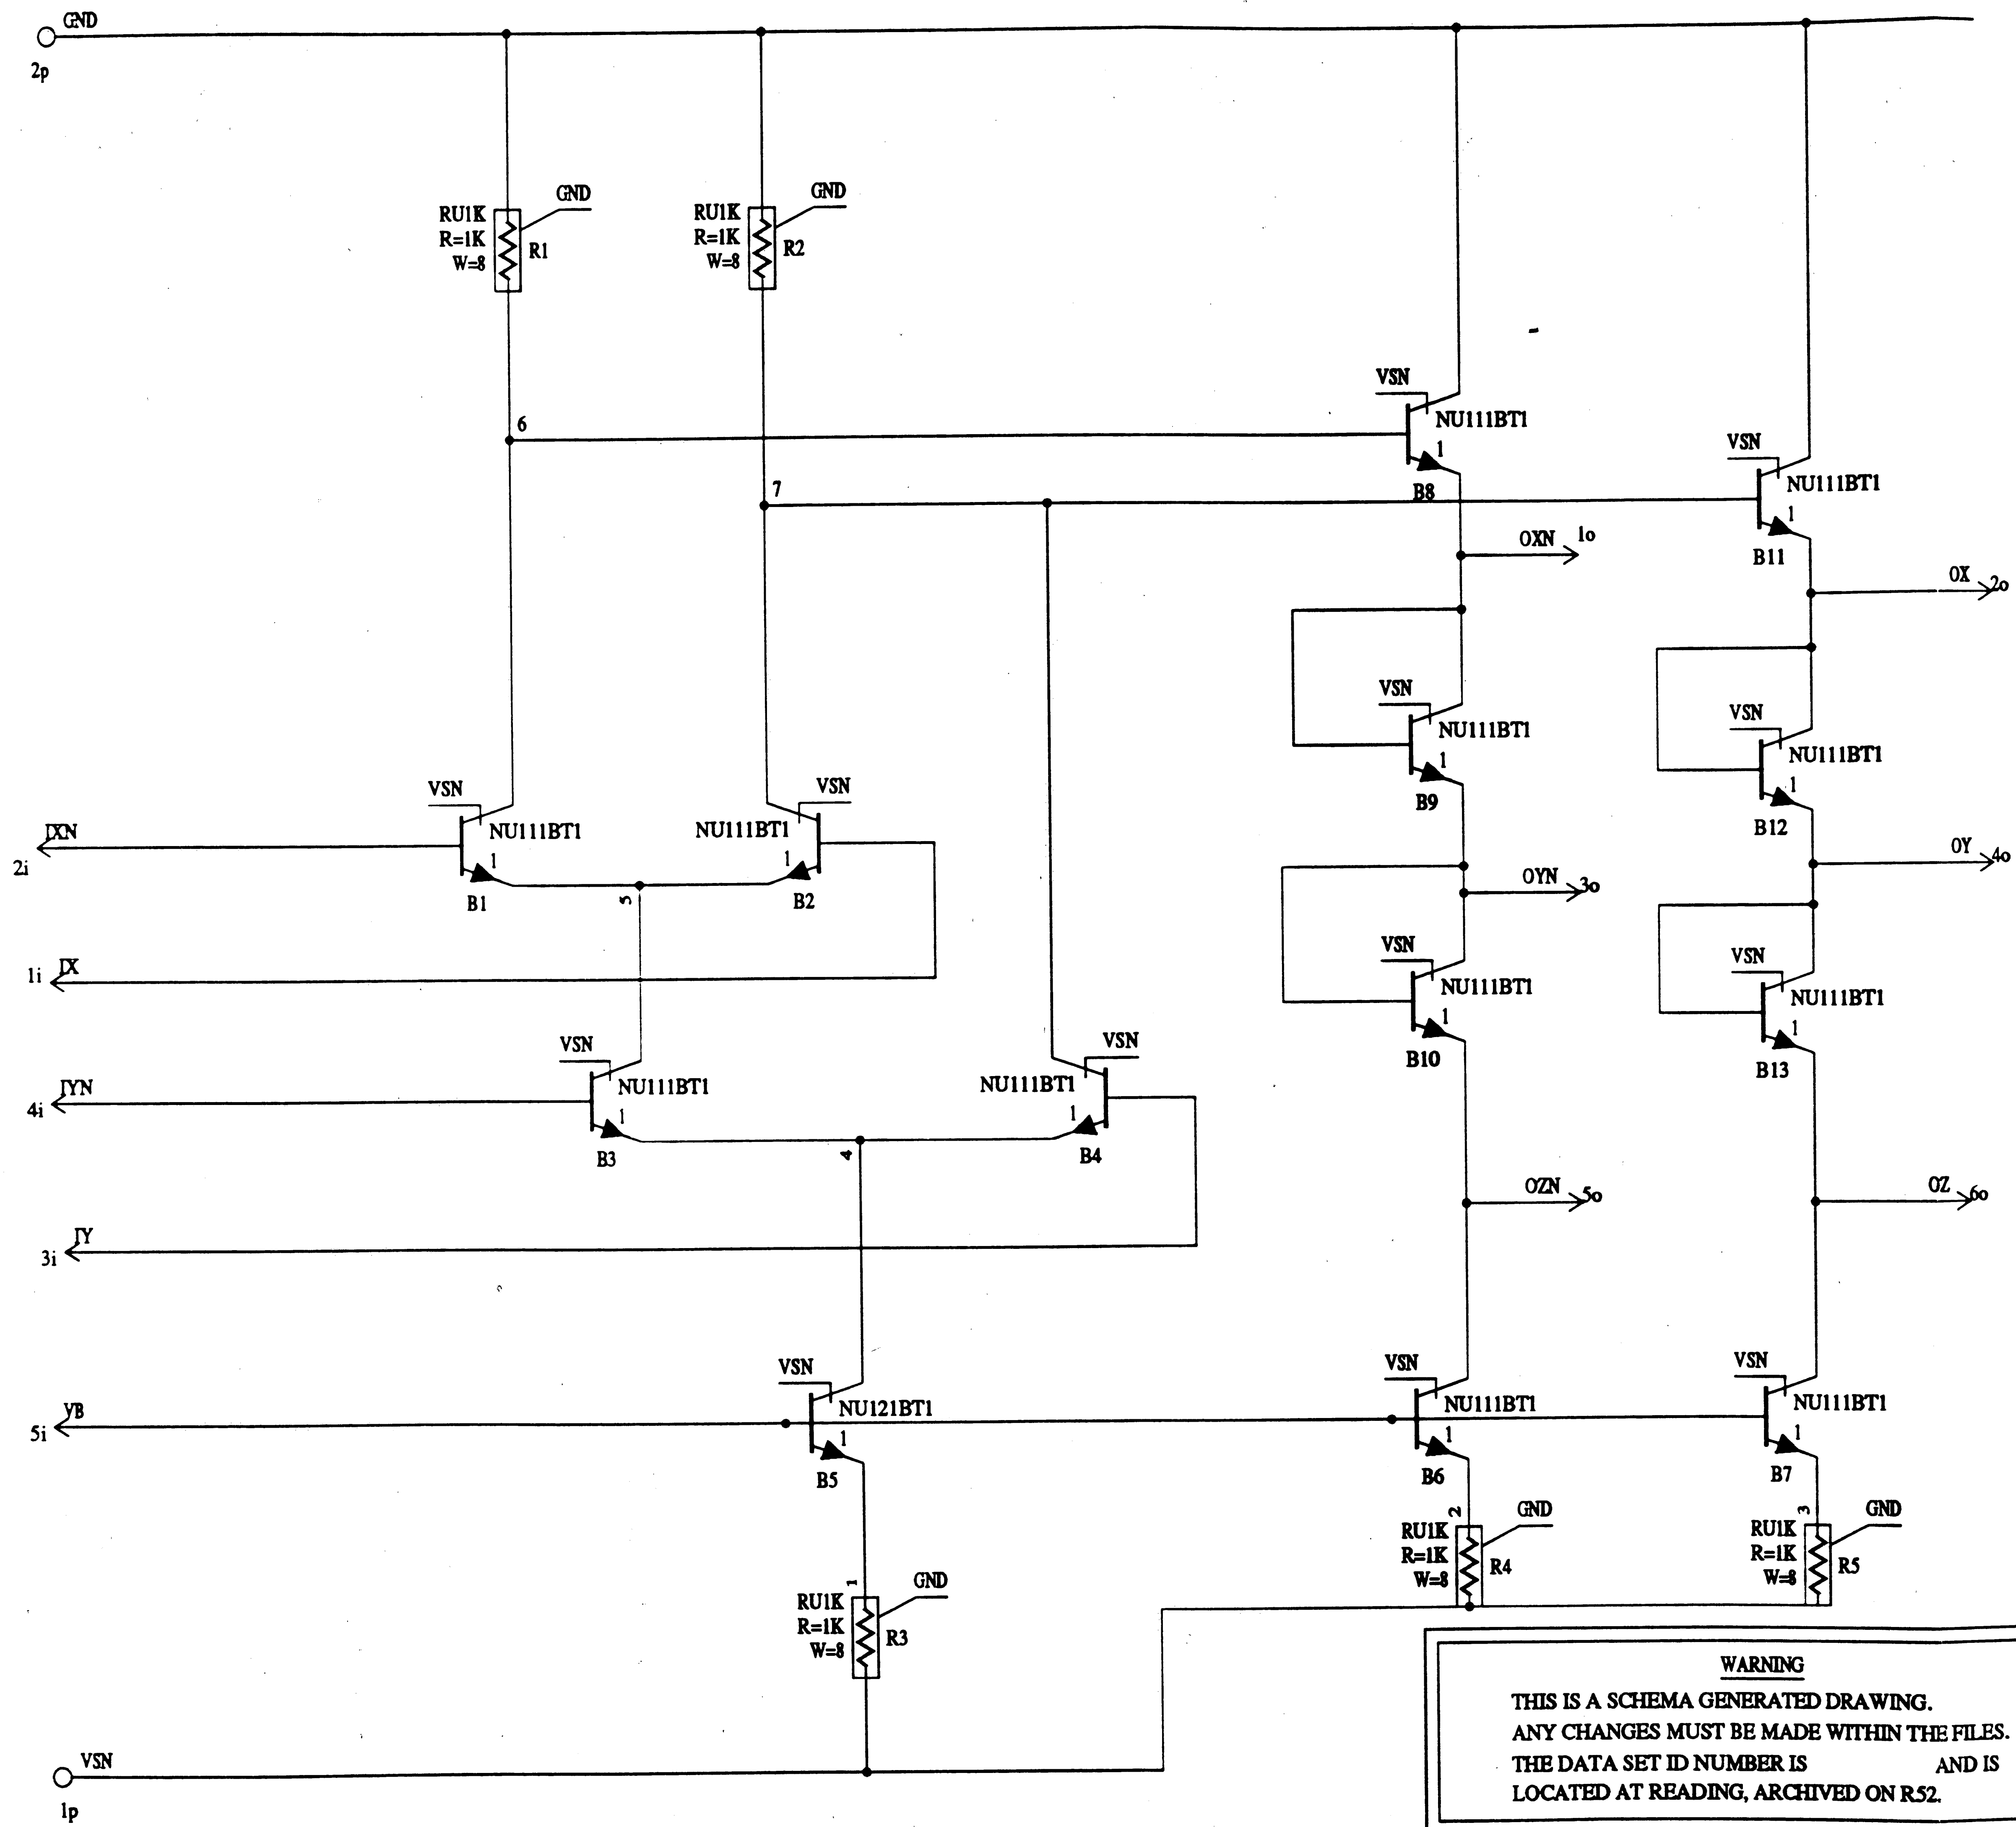 GND
2p
GND
RU1K
R=1K
W=8
R1
GND
RU1K
R=1K
W=8
R2
6
VSN
NU111BT1
1
B8
7
VSN
NU111BT1
1
B11
OXN 1o
OX 2o
VSN
NU111BT1
1
B9
VSN
NU111BT1
1
B12
VSN
NU111BT1
1
B1
VSN
NU111BT1
1
B2
IXN
2i
5
OYN 3o
OY 4o
IX
1i
VSN
NU111BT1
1
B10
VSN
NU111BT1
1
B13
VSN
NU111BT1
1
B3
VSN
NU111BT1
1
B4
IYN
4i
4
OZN 5o
OZ 6o
IY
3i
VSN
NU121BT1
1
B5
VSN
NU111BT1
1
B6
VSN
NU111BT1
1
B7
VB
5i
2
GND
RU1K
R=1K
W=8
R4
3
GND
RU1K
R=1K
W=8
R5
1
GND
RU1K
R=1K
W=8
R3
VSN
1p
WARNING
THIS IS A SCHEMA GENERATED DRAWING.
ANY CHANGES MUST BE MADE WITHIN THE FILES.
THE DATA SET ID NUMBER IS AND IS
LOCATED AT READING, ARCHIVED ON R52.